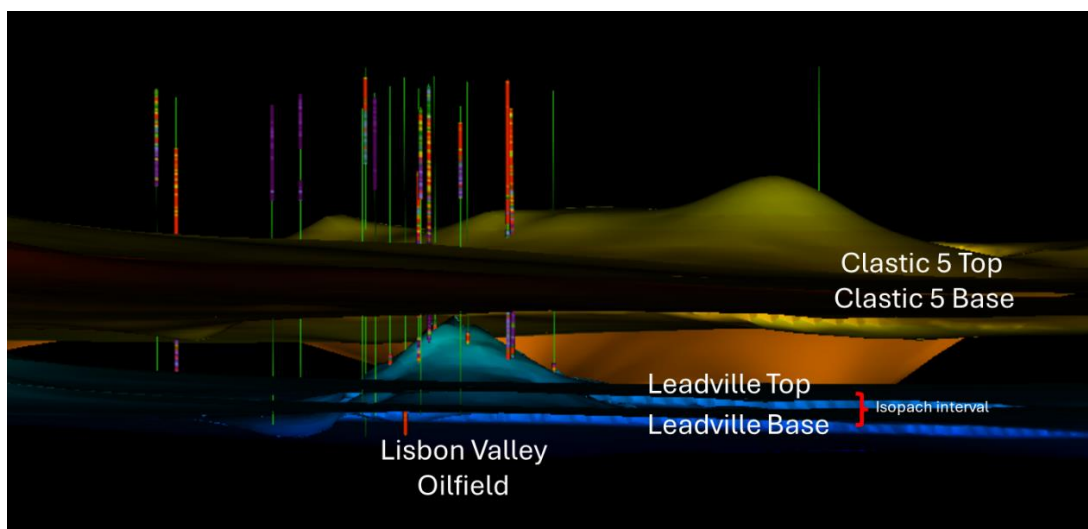 Clastic 5 Top
Clastic 5 Base
Leadville Top
Isopach interval
Leadville Base
Lisbon Valley
Oilfield